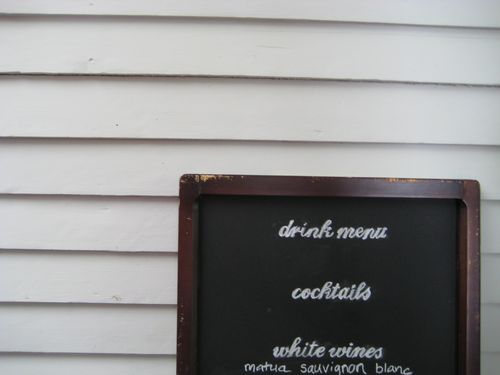 drink menu
cocktails
white wines
matua sauvignon blanc